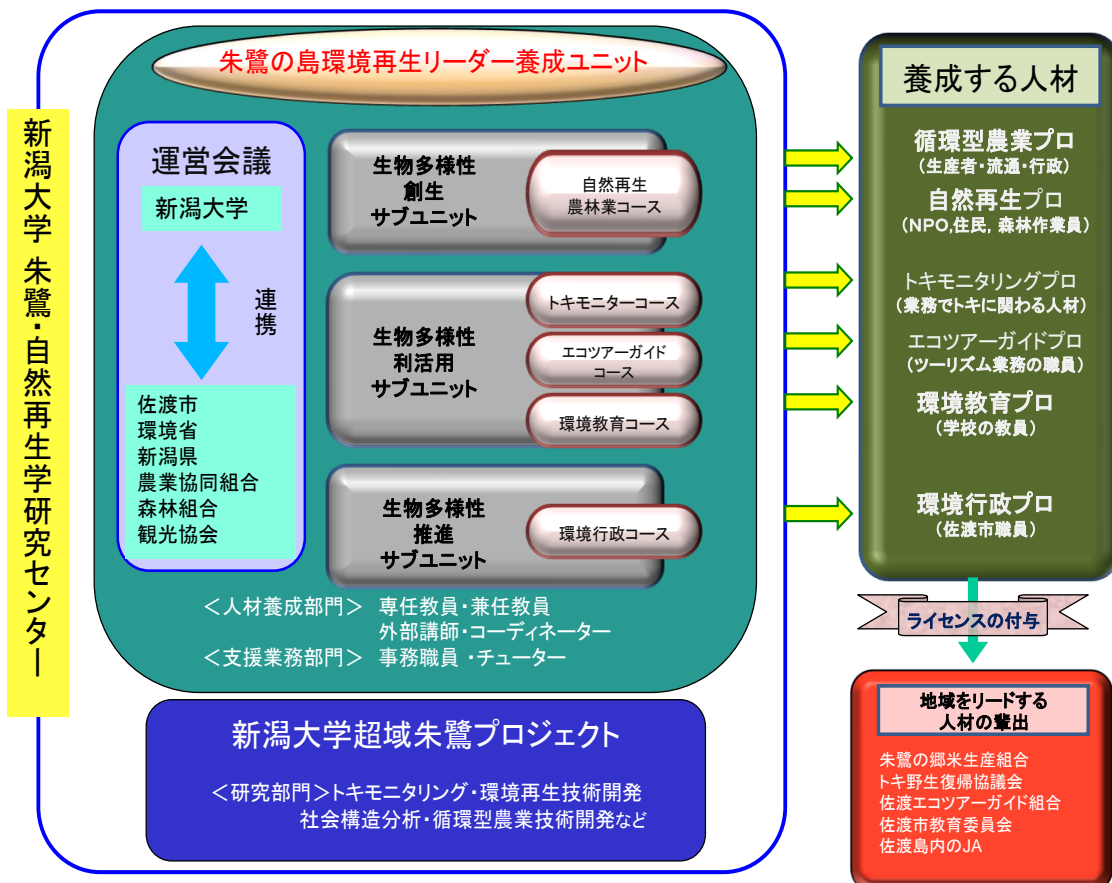 新潟大学 朱鷺・自然再生学研究センター
朱鷺の島環境再生リーダー養成ユニット
運営会議
新潟大学
連携
佐渡市
環境省
新潟県
農業協同組合
森林組合
観光協会
生物多様性
創生
サブユニット
自然再生
農林業コース
生物多様性
利活用
サブユニット
トキモニターコース
エコツアーガイド
コース
環境教育コース
生物多様性
推進
サブユニット
環境行政コース
<人材養成部門> 専任教員・兼任教員
外部講師・コーディネーター
<支援業務部門> 事務職員 ・チューター
新潟大学超域朱鷺プロジェクト
<研究部門>トキモニタリング・環境再生技術開発
社会構造分析・循環型農業技術開発など
養成する人材
循環型農業プロ
(生産者・流通・行政)
自然再生プロ
(NPO,住民, 森林作業員)
トキモニタリングプロ
(業務でトキに関わる人材)
エコツアーガイドプロ
(ツーリズム業務の職員)
環境教育プロ
(学校の教員)
環境行政プロ
(佐渡市職員)
ライセンスの付与
地域をリードする
人材の輩出
朱鷺の郷米生産組合
トキ野生復帰協議会
佐渡エコツアーガイド組合
佐渡市教育委員会
佐渡島内のJA